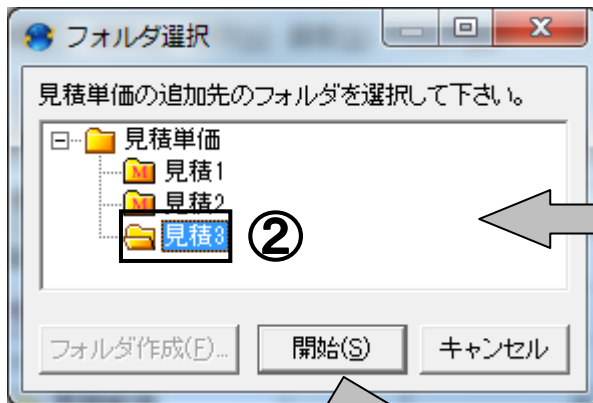 フォルダ選択
見積単価の追加先のフォルダを選択して下さい。
見積単価
M 見積1
M 見積2
見積3
②
フォルダ作成(F)... 開始(S) キャンセル